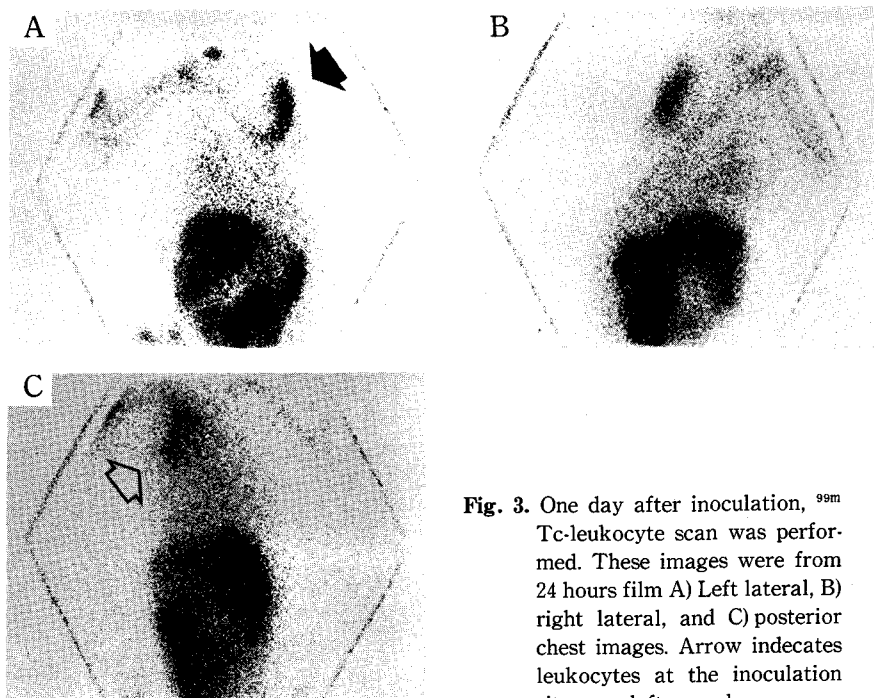 A
B
C
Fig. 3. One day after inoculation, ⁹⁹ᵐ
Tc-leukocyte scan was perfor-
med. These images were from
24 hours film A) Left lateral, B)
right lateral, and C) posterior
chest images. Arrow indecates
leukocytes at the inoculation